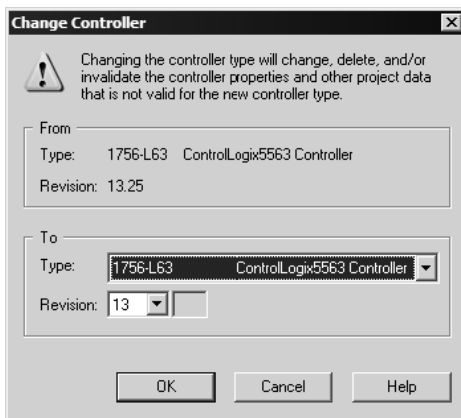 Change Controller
Changing the controller type will change, delete, and/or
invalidate the controller properties and other project data
that is not valid for the new controller type.
From
Type: 1756-L63 ControlLogix5563 Controller
Revision: 13.25
To
Type: 1756-L63 ControlLogix5563 Controller
Revision: 13
OK Cancel Help